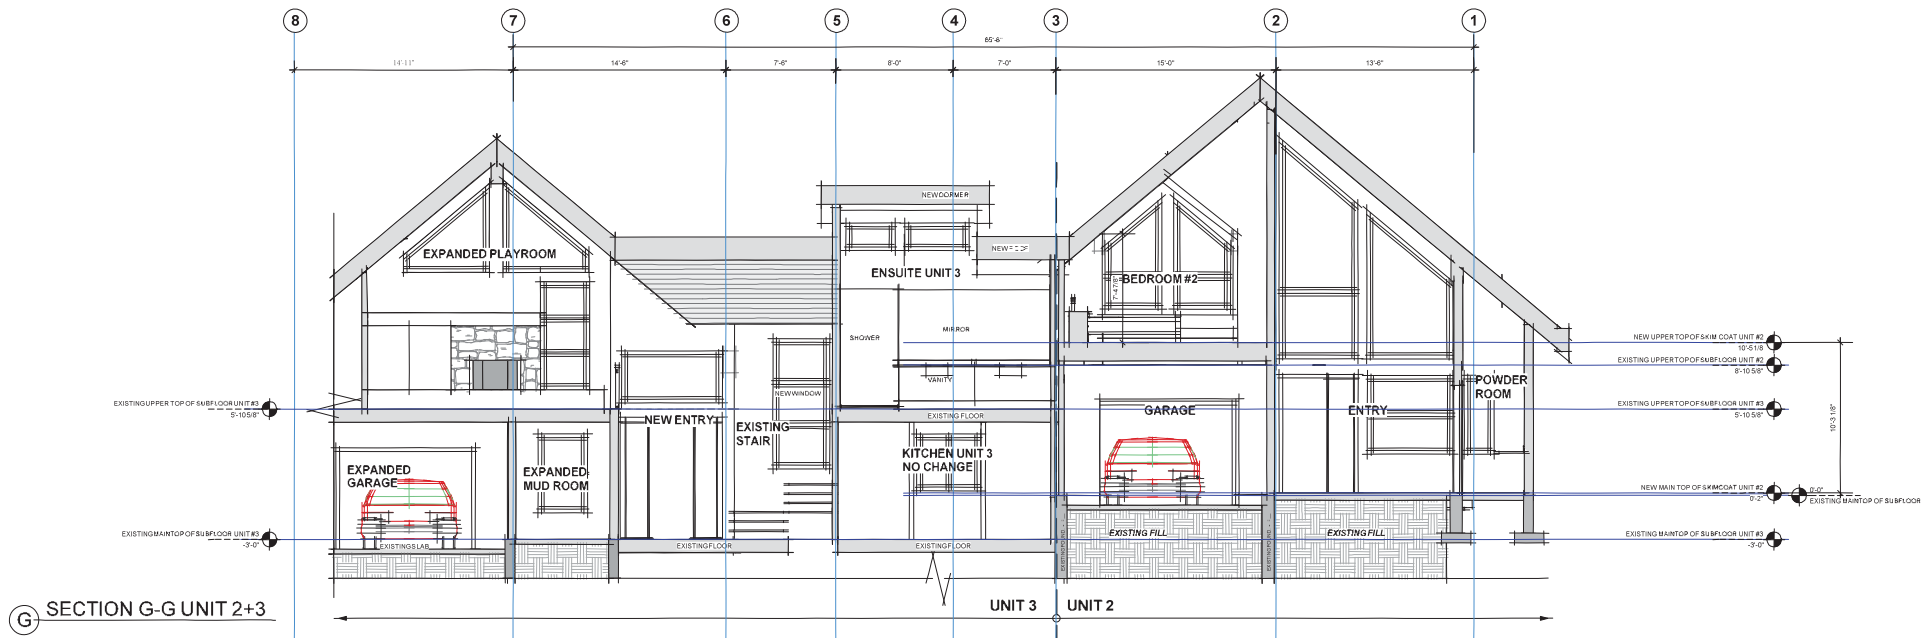 8 7 6 5 4 3 2 1
65'-6"
14'-11" 14'-6" 7'-6" 8'-0" 7'-0" 15'-0" 13'-6"
NEW DORMER
EXPANDED PLAYROOM
ENSUITE UNIT 3
BEDROOM #2
7'-4 7/8"
SHOWER
MIRROR
VANITY
NEW WINDOW
NEW UPPER TOP OF SKIM COAT UNIT #2
10'-5 1/8
EXISTING UPPER TOP OF SUBFLOOR UNIT #2
8'-10 5/8"
POWDER
ROOM
EXISTING UPPER TOP OF SUBFLOOR UNIT #3
5'-10 5/8"
EXISTING UPPER TOP OF SUBFLOOR UNIT #3
5'-10 5/8"
10'-3 1/8"
NEW ENTRY
EXISTING
STAIR
EXISTING FLOOR
GARAGE
ENTRY
KITCHEN UNIT 3
NO CHANGE
EXPANDED
GARAGE
EXPANDED
MUD ROOM
NEW MAIN TOP OF SKIMCOAT UNIT #2
0'-2"
0'-0"
EXISTING MAIN TOP OF SUBFLOOR
EXISTING MAIN TOP OF SUBFLOOR UNIT #3
-3'-0"
EXISTING SLAB
EXISTING FLOOR
EXISTING FLOOR
EXISTING FILL
EXISTING FILL
EXISTING MAIN TOP OF SUBFLOOR UNIT #3
-3'-0"
UNIT 3
UNIT 2
G SECTION G-G UNIT 2+3